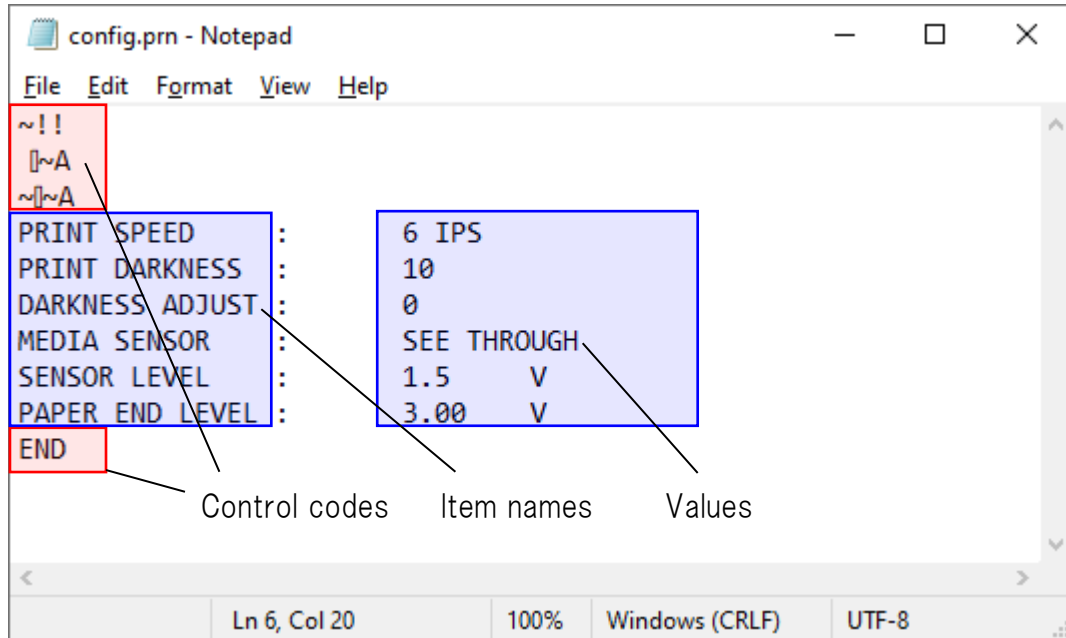 config.prn - Notepad
File Edit Format View Help
~!!
▯~A
~▯~A
PRINT SPEED : 6 IPS
PRINT DARKNESS : 10
DARKNESS ADJUST : 0
MEDIA SENSOR : SEE THROUGH
SENSOR LEVEL : 1.5 V
PAPER END LEVEL : 3.00 V
END
Control codes Item names Values
Ln 6, Col 20 100% Windows (CRLF) UTF-8